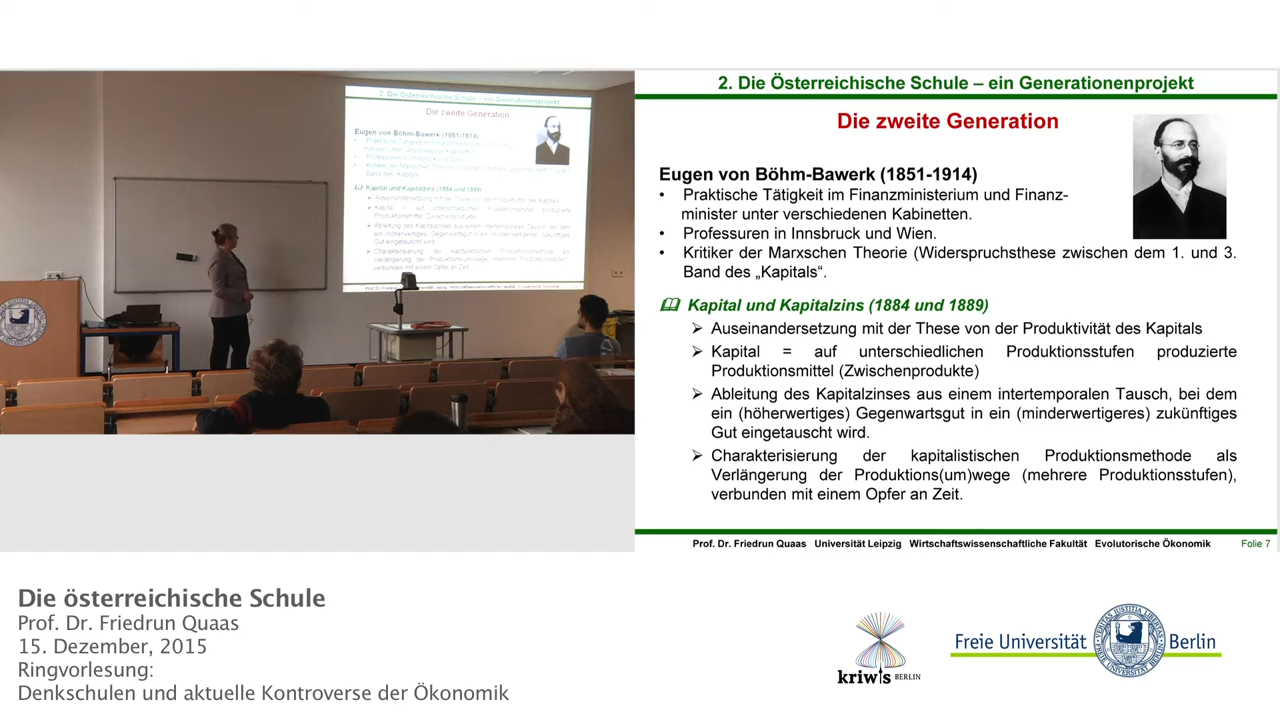 2. Die Österreichische Schule – ein Generationenprojekt
Die zweite Generation
Eugen von Böhm-Bawerk (1851-1914)
• Praktische Tätigkeit im Finanzministerium und Finanz-
minister unter verschiedenen Kabinetten.
• Professuren in Innsbruck und Wien.
• Kritiker der Marxschen Theorie (Widerspruchsthese zwischen dem 1. und 3.
Band des „Kapitals“.
Kapital und Kapitalzins (1884 und 1889)
➢ Auseinandersetzung mit der These von der Produktivität des Kapitals
➢ Kapital = auf unterschiedlichen Produktionsstufen produzierte
Produktionsmittel (Zwischenprodukte)
➢ Ableitung des Kapitalzinses aus einem intertemporalen Tausch, bei dem
ein (höherwertiges) Gegenwartsgut in ein (minderwertigeres) zukünftiges
Gut eingetauscht wird.
➢ Charakterisierung der kapitalistischen Produktionsmethode als
Verlängerung der Produktions(um)wege (mehrere Produktionsstufen),
verbunden mit einem Opfer an Zeit.
Prof. Dr. Friedrun Quaas Universität Leipzig Wirtschaftswissenschaftliche Fakultät Evolutorische Ökonomik Folie 7
Die österreichische Schule
Prof. Dr. Friedrun Quaas
15. Dezember, 2015
Ringvorlesung:
Denkschulen und aktuelle Kontroverse der Ökonomik
kriwis BERLIN
Freie Universität Berlin